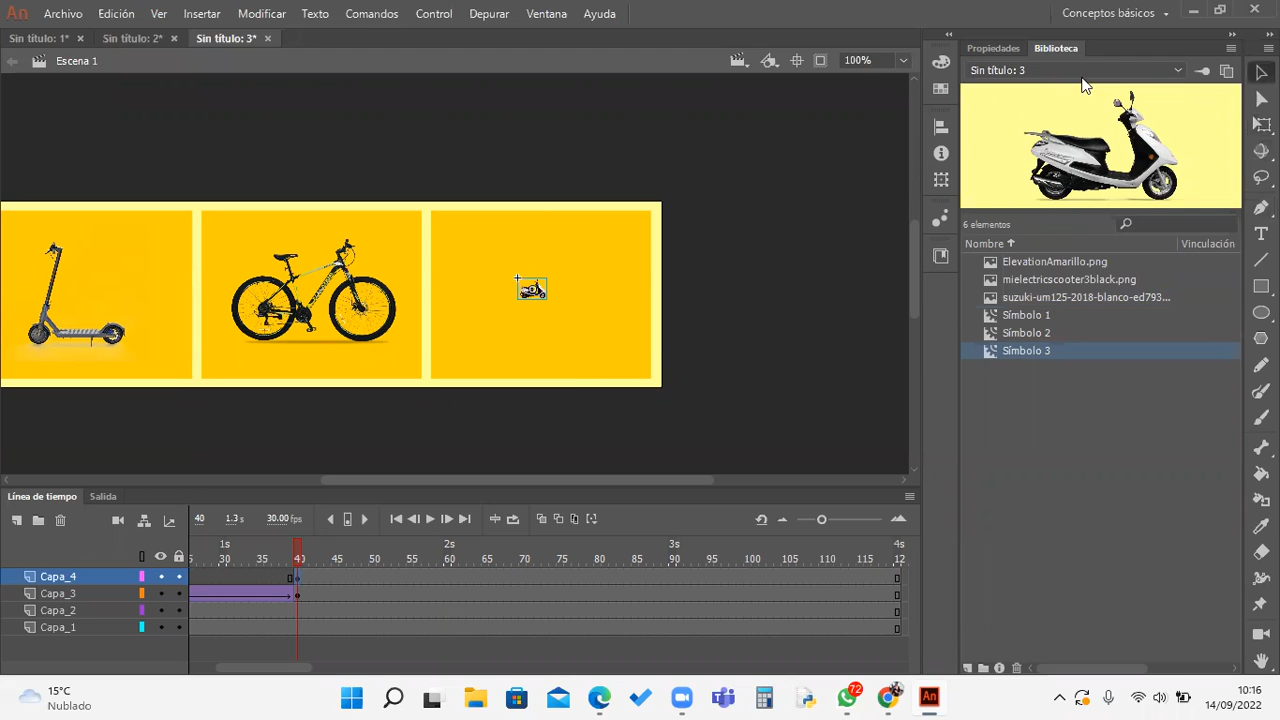 An Archivo Edición Ver Insertar Modificar Texto Comandos Control Depurar Ventana Ayuda Conceptos básicos
Sin título: 1* × Sin título: 2* × Sin título: 3* ×
Escena 1 100%
Propiedades Biblioteca
Sin título: 3
6 elementos
Nombre Vinculación
ElevationAmarillo.png
mielectricscooter3black.png
suzuki-um125-2018-blanco-ed793...
Símbolo 1
Símbolo 2
Símbolo 3
Línea de tiempo Salida
40 1.3 s 30.00 fps
1s 2s 3s 4s
5 30 35 40 45 50 55 60 65 70 75 80 85 90 95 100 105 110 115 12
Capa_4
Capa_3
Capa_2
Capa_1
15°C
Nublado
72
An
10:16
14/09/2022